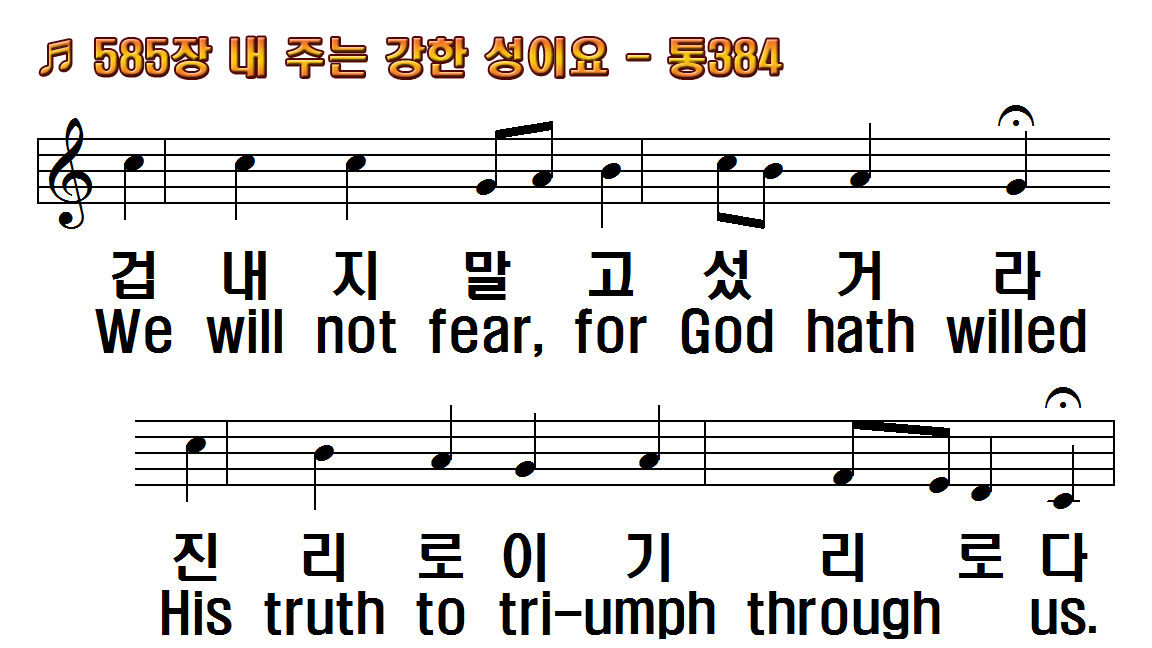 ♬ 585장 내 주는 강한 성이요 - 통384
겁 내 지 말 고 섰 거 라
We will not fear, for God hath willed
진 리 로 이 기 리 로 다
His truth to tri-umph through us.